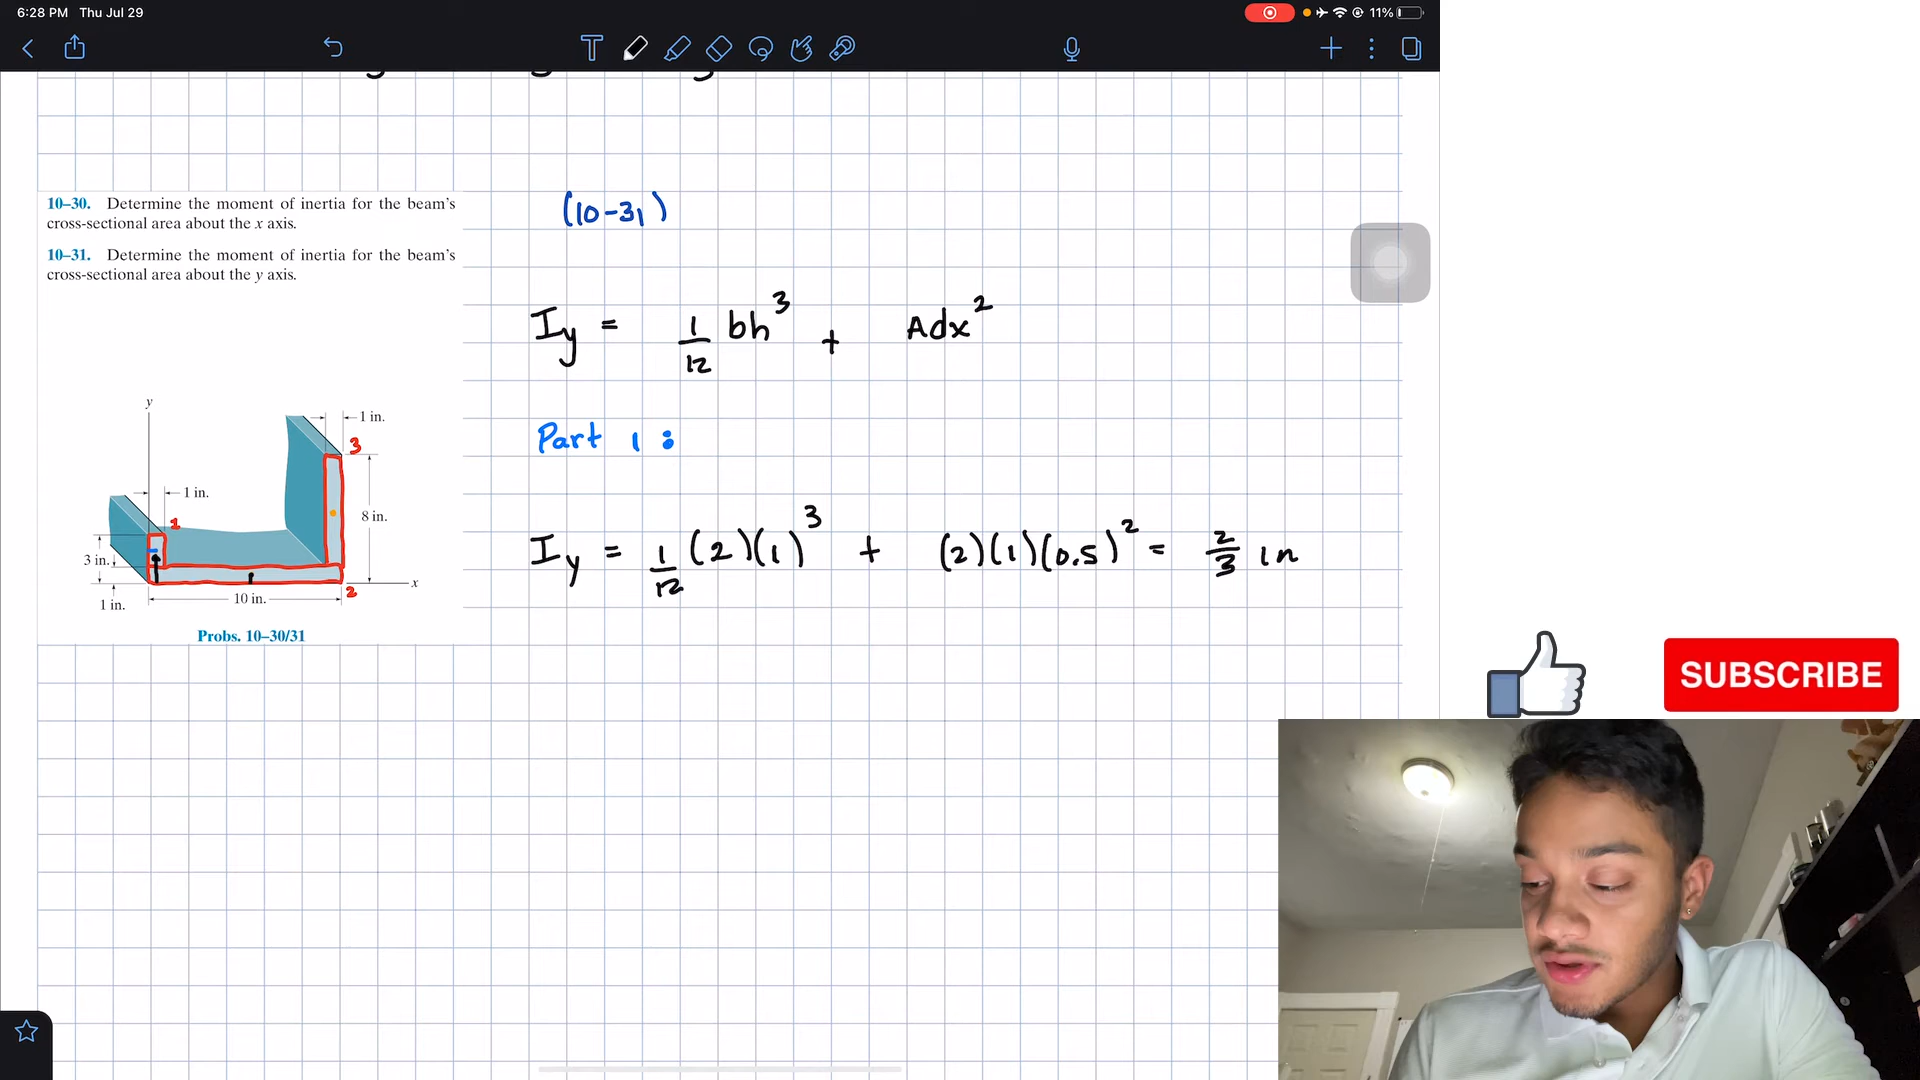 6:28 PM Thu Jul 29
11%
10–30. Determine the moment of inertia for the beam's
cross-sectional area about the x axis.
10–31. Determine the moment of inertia for the beam's
cross-sectional area about the y axis.
(10-31)
Iy = 1/12 bh³ + Adx²
Part 1:
Iy = 1/12 (2)(1)³ + (2)(1)(0.5)² = 2/3 in
y
1 in.
3
1 in.
1
8 in.
3 in.
x
2
10 in.
1 in.
Probs. 10–30/31
SUBSCRIBE